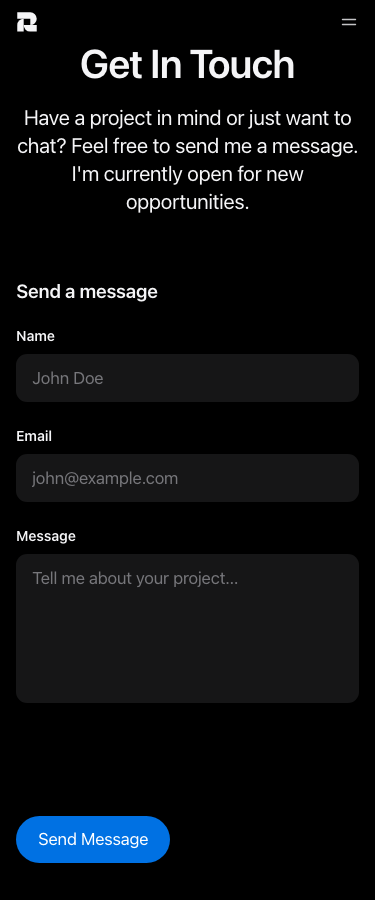 R
Get In Touch
Have a project in mind or just want to
chat? Feel free to send me a message.
I'm currently open for new
opportunities.
Send a message
Name
John Doe
Email
john@example.com
Message
Tell me about your project...
Send Message